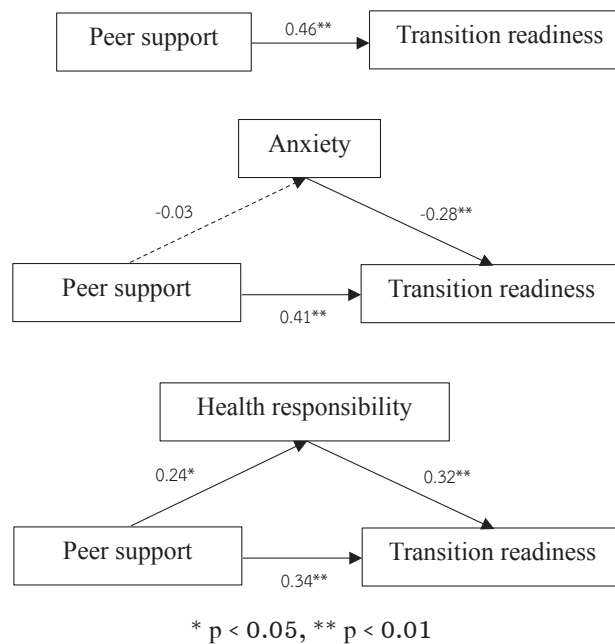 Peer support
0.46**
Transition readiness
Anxiety
-0.03
-0.28**
Peer support
0.41**
Transition readiness
Health responsibility
0.24*
0.32**
Peer support
0.34**
Transition readiness
* p < 0.05, ** p < 0.01